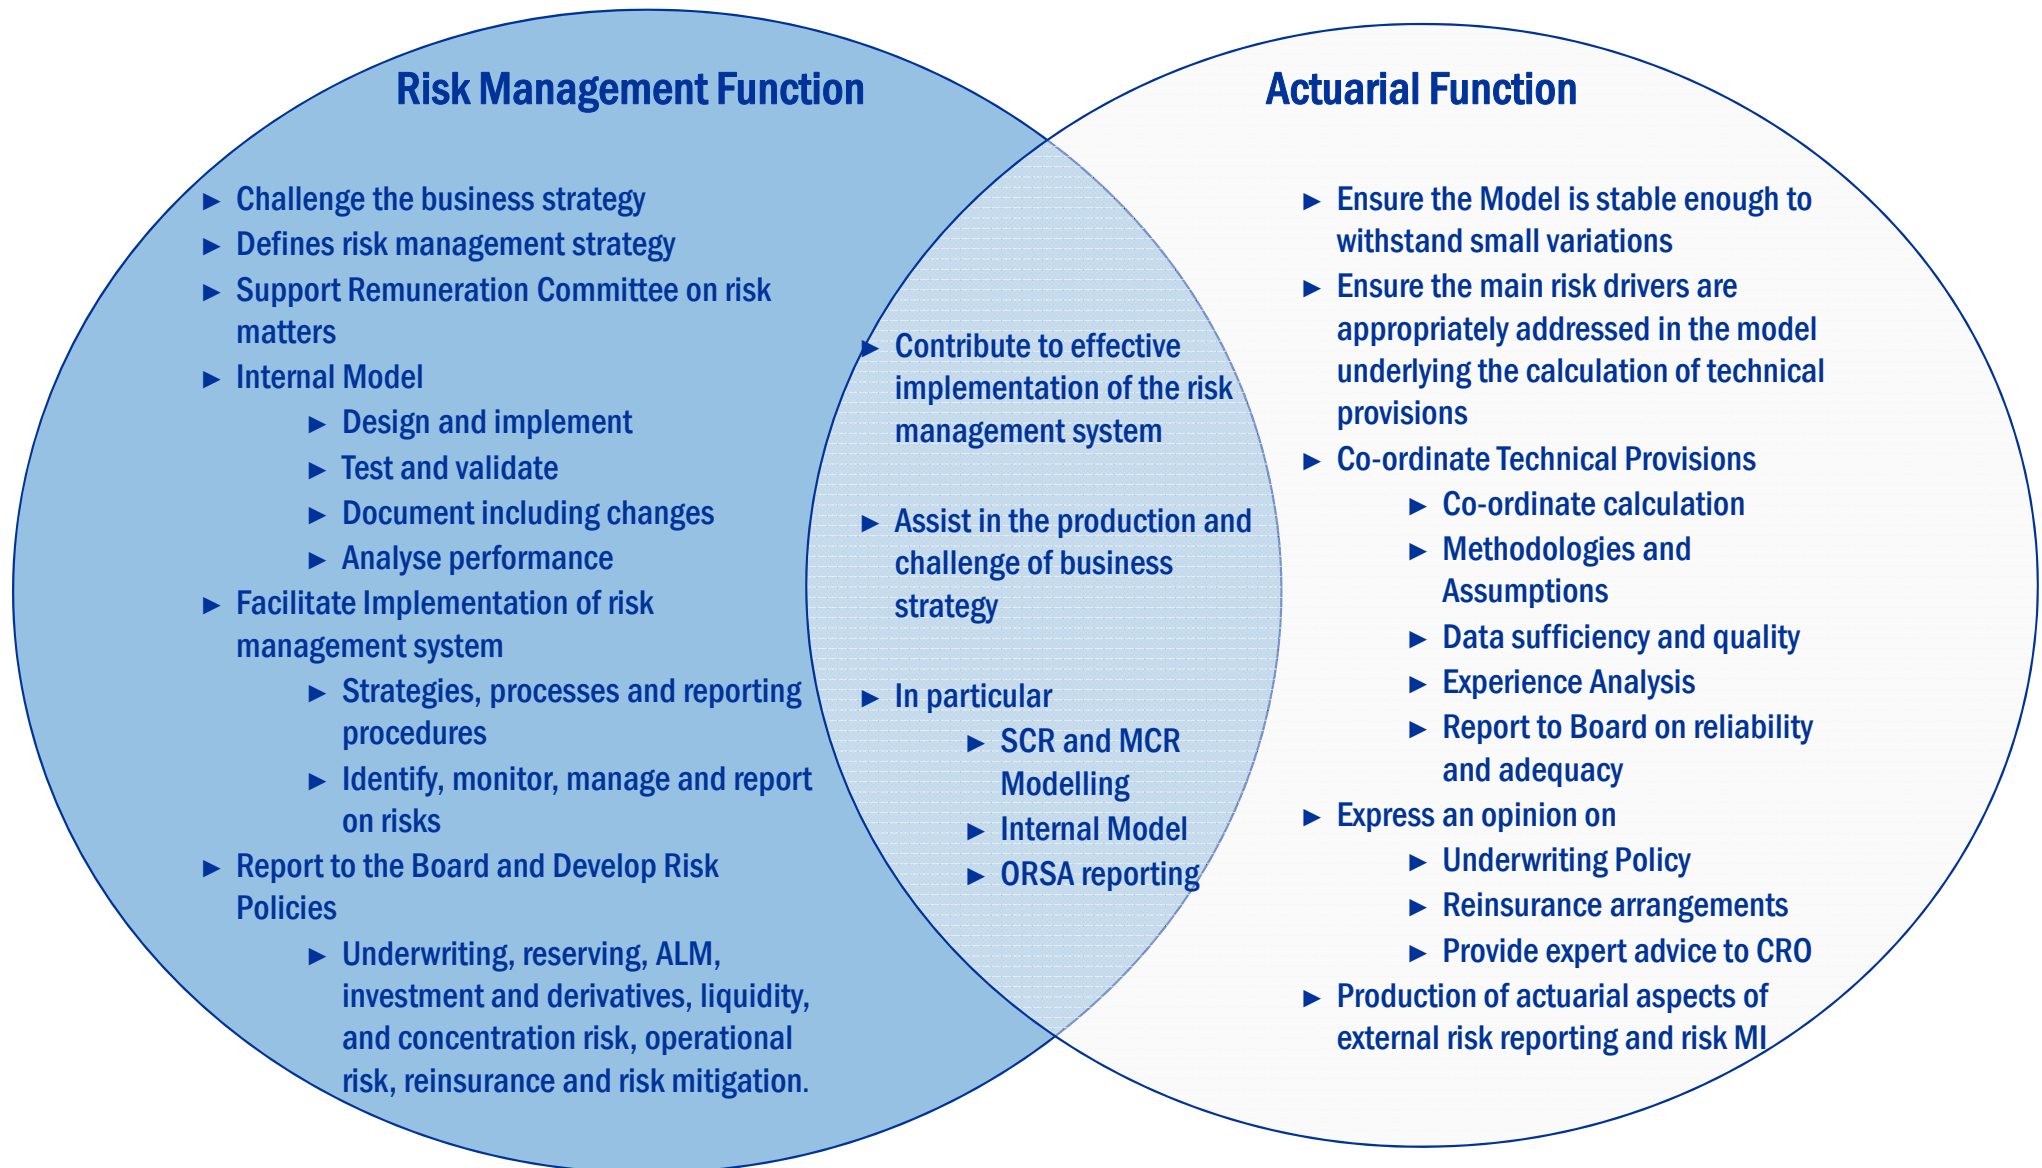 Risk Management Function
► Challenge the business strategy
► Defines risk management strategy
► Support Remuneration Committee on risk
matters
► Internal Model
► Design and implement
► Test and validate
► Document including changes
► Analyse performance
► Facilitate Implementation of risk
management system
► Strategies, processes and reporting
procedures
► Identify, monitor, manage and report
on risks
► Report to the Board and Develop Risk
Policies
► Underwriting, reserving, ALM,
investment and derivatives, liquidity,
and concentration risk, operational
risk, reinsurance and risk mitigation.
► Contribute to effective
implementation of the risk
management system
► Assist in the production and
challenge of business
strategy
► In particular
► SCR and MCR
Modelling
► Internal Model
► ORSA reporting
Actuarial Function
► Ensure the Model is stable enough to
withstand small variations
► Ensure the main risk drivers are
appropriately addressed in the model
underlying the calculation of technical
provisions
► Co-ordinate Technical Provisions
► Co-ordinate calculation
► Methodologies and
Assumptions
► Data sufficiency and quality
► Experience Analysis
► Report to Board on reliability
and adequacy
► Express an opinion on
► Underwriting Policy
► Reinsurance arrangements
► Provide expert advice to CRO
► Production of actuarial aspects of
external risk reporting and risk MI